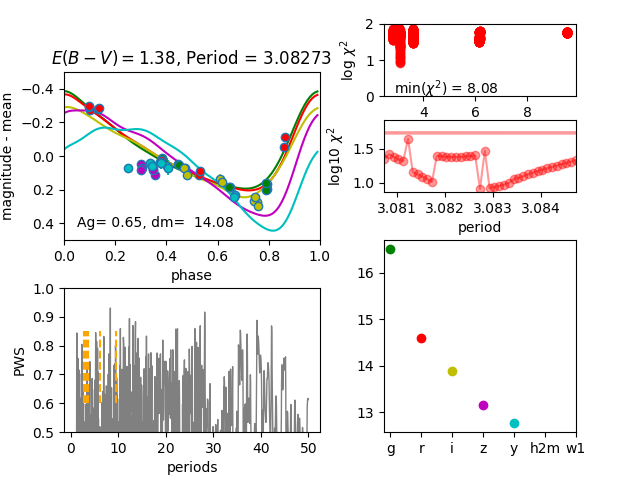 E(B − V) = 1.38, Period = 3.08273
magnitude - mean
−0.4
−0.2
0.0
0.2
0.4
Ag= 0.65, dm=  14.08
0.0 0.2 0.4 0.6 0.8 1.0
phase
log χ²
2
1
0
min(χ²) = 8.08
4 6 8
log10 χ²
1.5
1.0
3.081 3.082 3.083 3.084
period
PWS
1.0
0.9
0.8
0.7
0.6
0.5
0 10 20 30 40 50
periods
16
15
14
13
g r i z y h2m w1